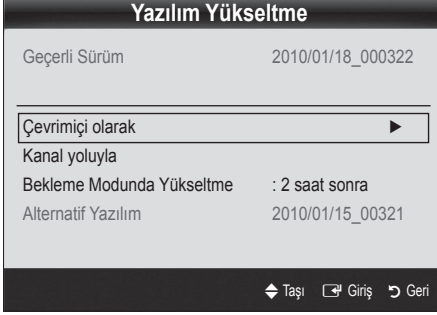 Yazılım Yükseltme
Geçerli Sürüm 2010/01/18_000322
Çevrimiçi olarak ►
Kanal yoluyla
Bekleme Modunda Yükseltme : 2 saat sonra
Alternatif Yazılım 2010/01/15_00321
Taşı Giriş Geri